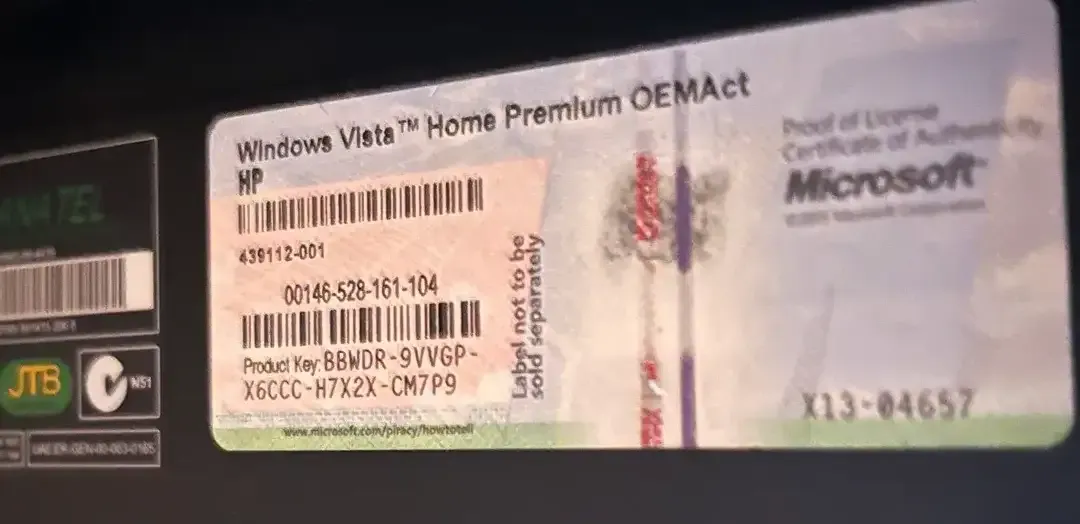 Windows Vista™ Home Premium OEMAct
HP
439112-001
00146-528-161-104
Product Key: BBWDR-9VVGP-
X6CCC-H7X2X-CM7P9
www.microsoft.com/piracy/howtotell
Label not to be
sold separately
Proof of License
Certificate of Authenticity
Microsoft
X13-04657
ANATEL
JTB
N51